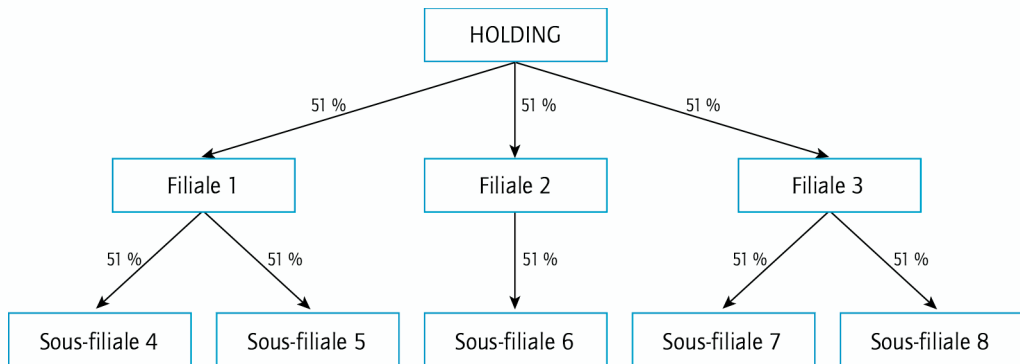 HOLDING
51 %
51 %
51 %
Filiale 1
Filiale 2
Filiale 3
51 %
51 %
51 %
51 %
51 %
Sous-filiale 4
Sous-filiale 5
Sous-filiale 6
Sous-filiale 7
Sous-filiale 8